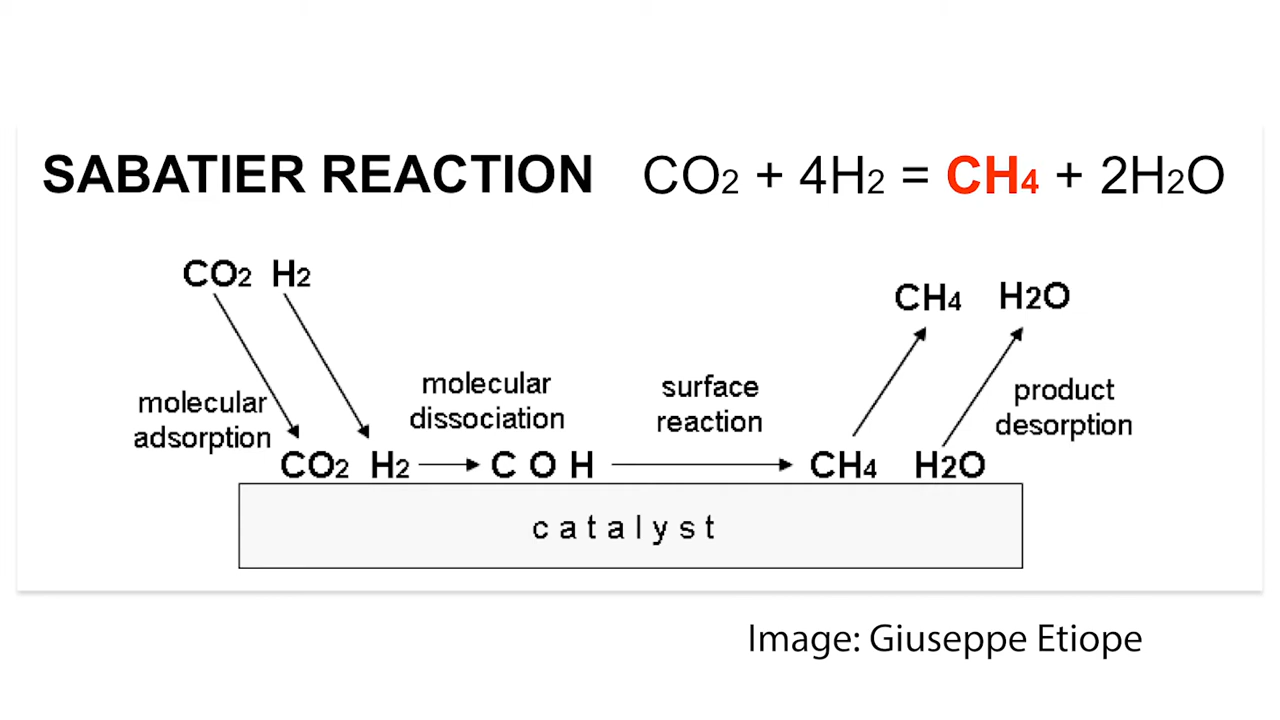 SABATIER REACTION CO2 + 4H2 = CH4 + 2H2O
CO2 H2
CH4 H2O
molecular
adsorption
molecular
dissociation
surface
reaction
product
desorption
CO2 H2 C O H CH4 H2O
catalyst
Image: Giuseppe Etiope